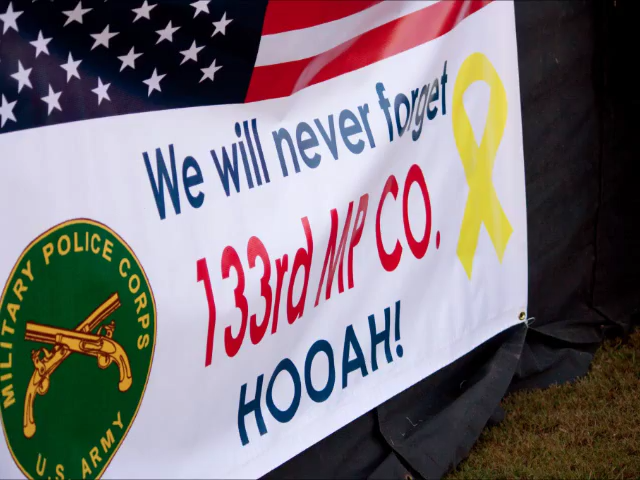 We will never forget
133rd MP CO.
HOOAH!
MILITARY POLICE CORPS
U.S. ARMY